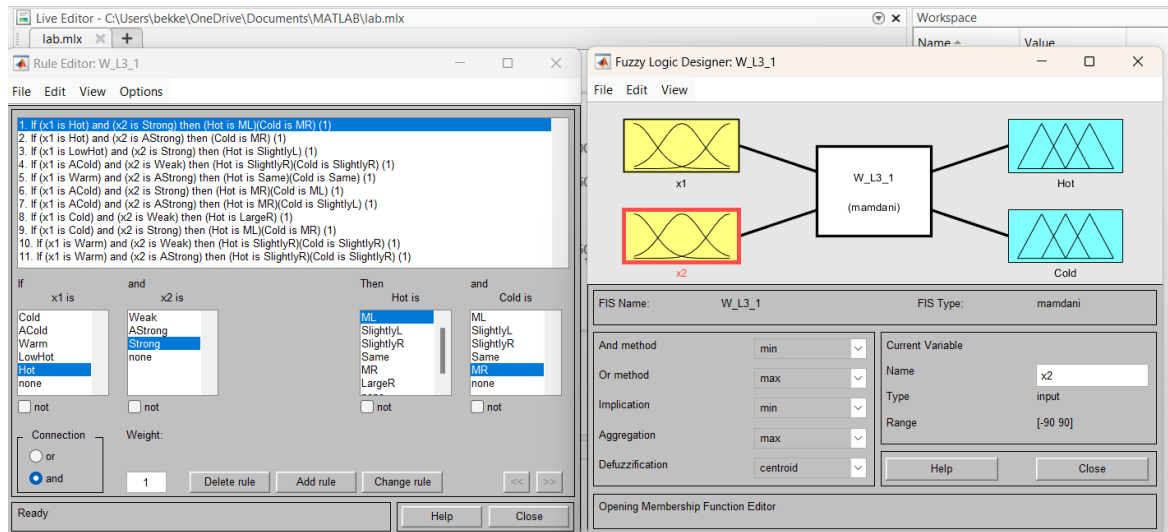 Live Editor - C:\Users\bekke\OneDrive\Documents\MATLAB\lab.mlx
Workspace
lab.mlx
+
Name
Value
Rule Editor: W_L3_1
File Edit View Options
1. If (x1 is Hot) and (x2 is Strong) then (Hot is ML)(Cold is MR) (1)
2. If (x1 is Hot) and (x2 is AStrong) then (Cold is MR) (1)
3. If (x1 is LowHot) and (x2 is Strong) then (Hot is SlightlyL) (1)
4. If (x1 is ACold) and (x2 is Weak) then (Hot is SlightlyR)(Cold is SlightlyR) (1)
5. If (x1 is Warm) and (x2 is AStrong) then (Hot is Same)(Cold is Same) (1)
6. If (x1 is ACold) and (x2 is Strong) then (Hot is MR)(Cold is ML) (1)
7. If (x1 is ACold) and (x2 is AStrong) then (Hot is MR)(Cold is SlightlyL) (1)
8. If (x1 is Cold) and (x2 is Weak) then (Hot is LargeR) (1)
9. If (x1 is Cold) and (x2 is Strong) then (Hot is ML)(Cold is MR) (1)
10. If (x1 is Warm) and (x2 is Weak) then (Hot is SlightlyR)(Cold is SlightlyR) (1)
11. If (x1 is Warm) and (x2 is AStrong) then (Hot is SlightlyR)(Cold is SlightlyR) (1)
If
and
Then
and
x1 is
x2 is
Hot is
Cold is
Cold
ACold
Warm
LowHot
Hot
none
Weak
AStrong
Strong
none
ML
SlightlyL
SlightlyR
Same
MR
LargeR
ML
SlightlyL
SlightlyR
Same
MR
none
not
not
not
not
Connection
or
and
Weight:
1
Delete rule
Add rule
Change rule
<<
>>
Ready
Help
Close
Fuzzy Logic Designer: W_L3_1
File Edit View
x1
x2
W_L3_1
(mamdani)
Hot
Cold
FIS Name: W_L3_1
FIS Type: mamdani
And method min
Or method max
Implication min
Aggregation max
Defuzzification centroid
Current Variable
Name x2
Type input
Range [-90 90]
Help
Close
Opening Membership Function Editor